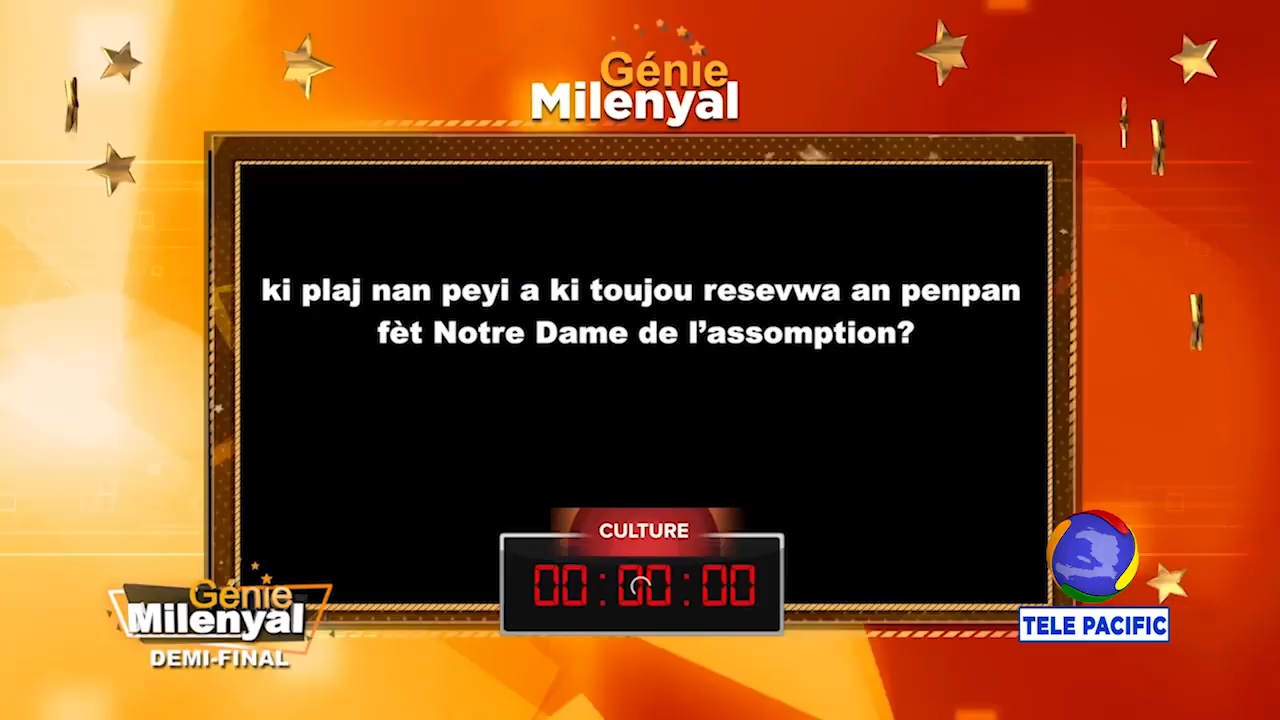 Génie
Milenyal
ki plaj nan peyi a ki toujou resevwa an penpan
fèt Notre Dame de l’assomption?
CULTURE
00:00:00
Génie
Milenyal
DEMI-FINAL
TELE PACIFIC